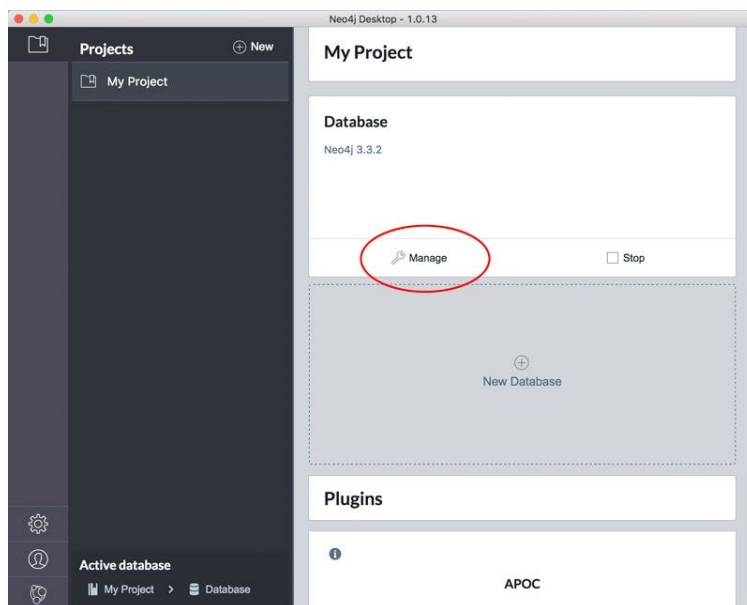 Neo4j Desktop - 1.0.13
Projects
New
My Project
Active database
My Project > Database
My Project
Database
Neo4j 3.3.2
Manage
Stop
New Database
Plugins
APOC